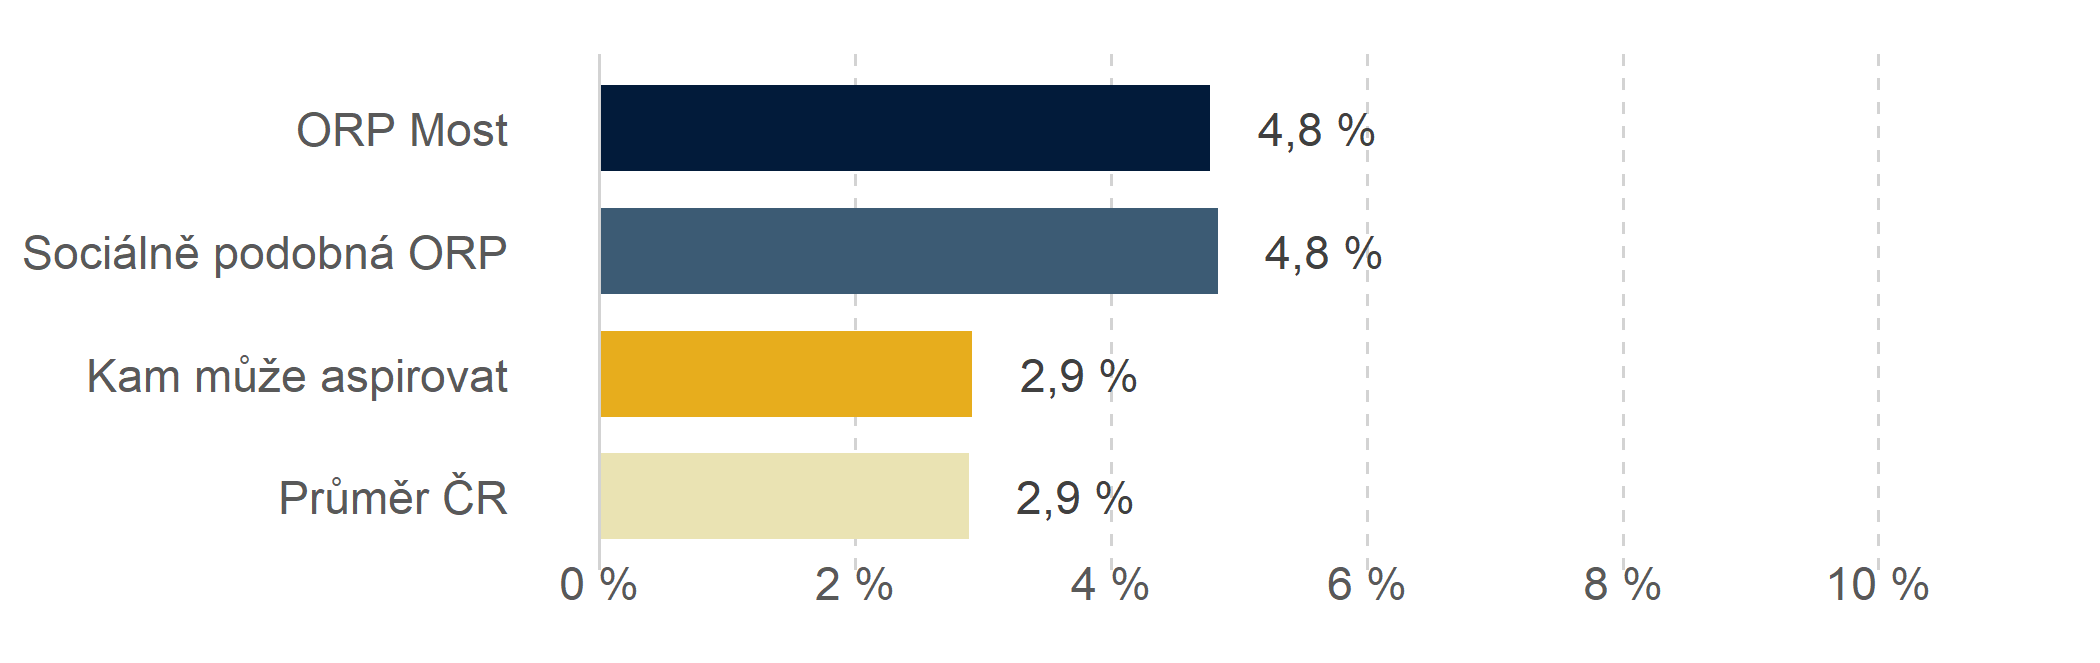 ORP Most 4,8 %
Sociálně podobná ORP 4,8 %
Kam může aspirovat 2,9 %
Průměr ČR 2,9 %
0 % 2 % 4 % 6 % 8 % 10 %